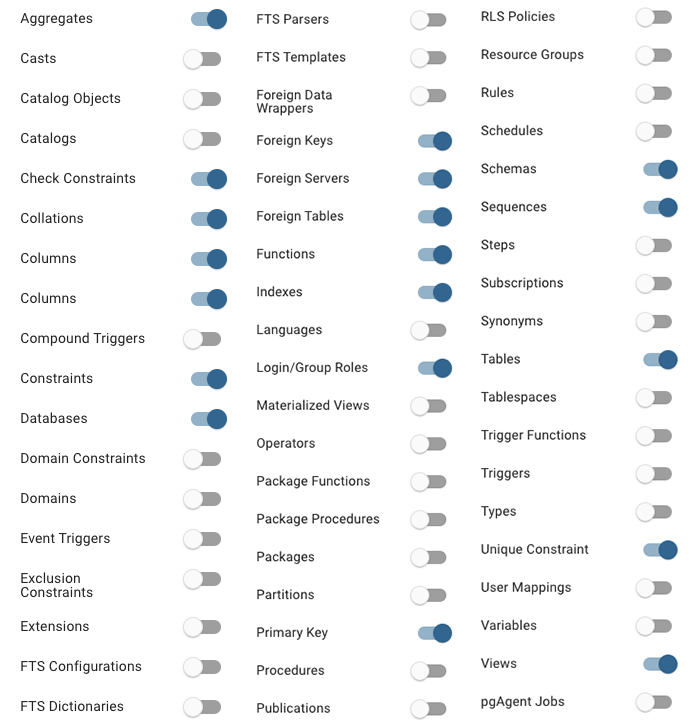 Aggregates
Casts
Catalog Objects
Catalogs
Check Constraints
Collations
Columns
Columns
Compound Triggers
Constraints
Databases
Domain Constraints
Domains
Event Triggers
Exclusion
Constraints
Extensions
FTS Configurations
FTS Dictionaries
FTS Parsers
FTS Templates
Foreign Data
Wrappers
Foreign Keys
Foreign Servers
Foreign Tables
Functions
Indexes
Languages
Login/Group Roles
Materialized Views
Operators
Package Functions
Package Procedures
Packages
Partitions
Primary Key
Procedures
Publications
RLS Policies
Resource Groups
Rules
Schedules
Schemas
Sequences
Steps
Subscriptions
Synonyms
Tables
Tablespaces
Trigger Functions
Triggers
Types
Unique Constraint
User Mappings
Variables
Views
pgAgent Jobs